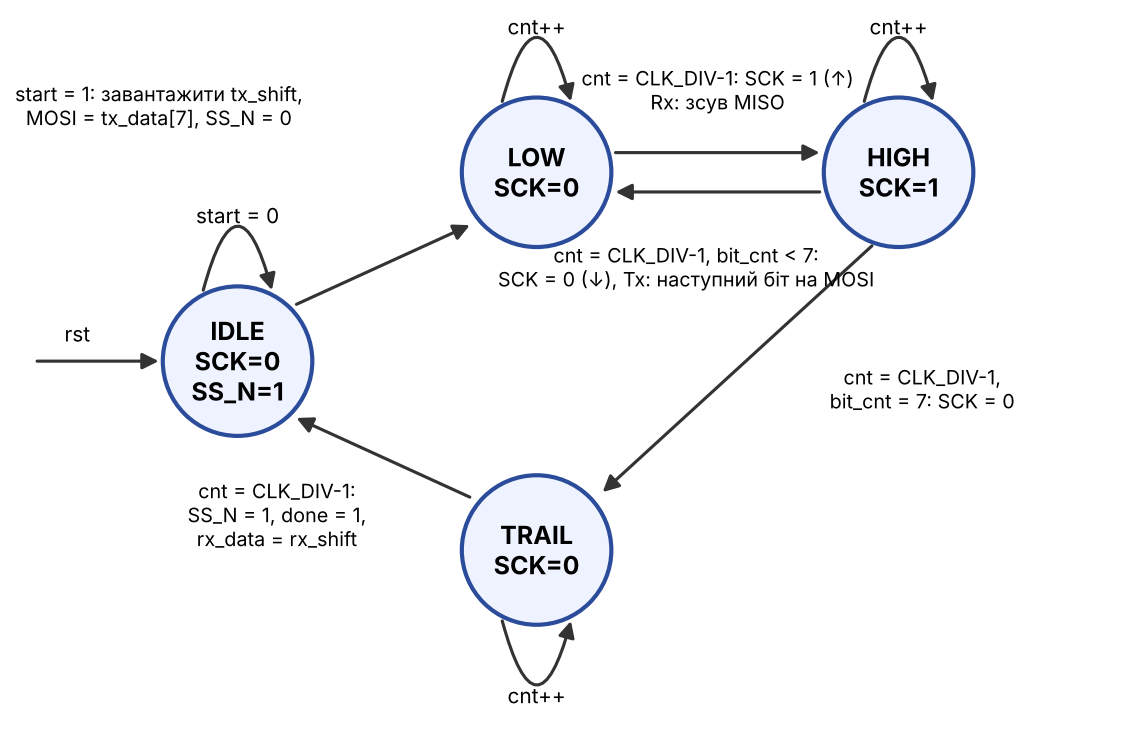 cnt++
cnt++
cnt = CLK_DIV-1: SCK = 1 (↑)
Rx: зсув MISO
start = 1: завантажити tx_shift,
MOSI = tx_data[7], SS_N = 0
LOW
SCK=0
HIGH
SCK=1
start = 0
cnt = CLK_DIV-1, bit_cnt < 7:
SCK = 0 (↓), Tx: наступний біт на MOSI
rst
IDLE
SCK=0
SS_N=1
cnt = CLK_DIV-1,
bit_cnt = 7: SCK = 0
cnt = CLK_DIV-1:
SS_N = 1, done = 1,
rx_data = rx_shift
TRAIL
SCK=0
cnt++